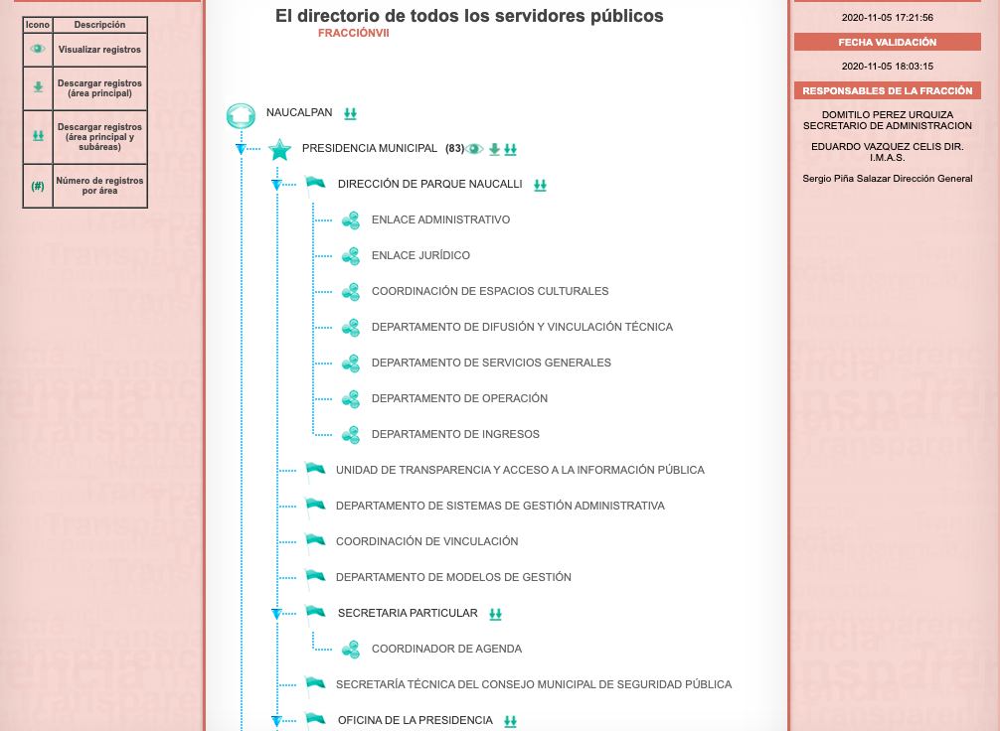 Icono Descripción
Visualizar registros
Descargar registros
(área principal)
Descargar registros
(área principal y
subáreas)
(#) Número de registros
por área
El directorio de todos los servidores públicos
FRACCIÓNVII
NAUCALPAN
PRESIDENCIA MUNICIPAL (83)
DIRECCIÓN DE PARQUE NAUCALLI
ENLACE ADMINISTRATIVO
ENLACE JURÍDICO
COORDINACIÓN DE ESPACIOS CULTURALES
DEPARTAMENTO DE DIFUSIÓN Y VINCULACIÓN TÉCNICA
DEPARTAMENTO DE SERVICIOS GENERALES
DEPARTAMENTO DE OPERACIÓN
DEPARTAMENTO DE INGRESOS
UNIDAD DE TRANSPARENCIA Y ACCESO A LA INFORMACIÓN PÚBLICA
DEPARTAMENTO DE SISTEMAS DE GESTIÓN ADMINISTRATIVA
COORDINACIÓN DE VINCULACIÓN
DEPARTAMENTO DE MODELOS DE GESTIÓN
SECRETARIA PARTICULAR
COORDINADOR DE AGENDA
SECRETARÍA TÉCNICA DEL CONSEJO MUNICIPAL DE SEGURIDAD PÚBLICA
OFICINA DE LA PRESIDENCIA
2020-11-05 17:21:56
FECHA VALIDACIÓN
2020-11-05 18:03:15
RESPONSABLES DE LA FRACCIÓN
DOMITILO PEREZ URQUIZA
SECRETARIO DE ADMINISTRACION
EDUARDO VAZQUEZ CELIS DIR.
I.M.A.S.
Sergio Piña Salazar Dirección General